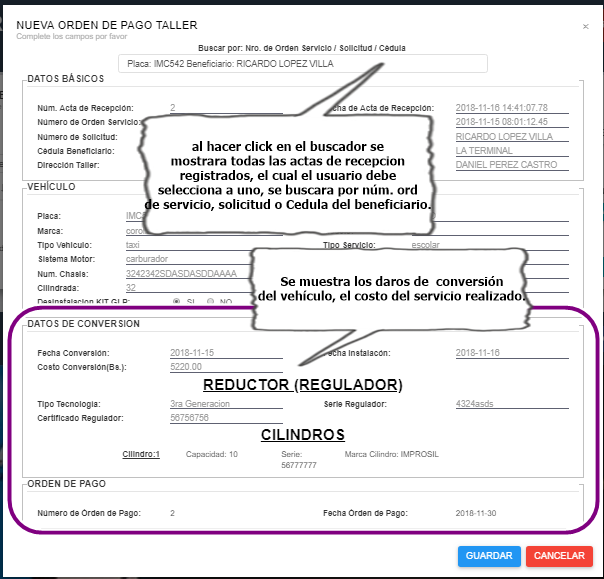 NUEVA ORDEN DE PAGO TALLER
×
Complete los campos por favor
Buscar por: Nro. de Orden Servicio / Solicitud / Cédula
Placa: IMC542 Beneficiario: RICARDO LOPEZ VILLA
DATOS BÁSICOS
Núm. Acta de Recepción: 2 cha de Acta de Recepción: 2018-11-16 14:41:07.78
Número de Orden Servic 2018-11-15 08:01:12.45
Número de Solicitud: RICARDO LOPEZ VILLA
Cédula Beneficiario: LA TERMINAL
Dirección Taller: DANIEL PEREZ CASTRO
al hacer click en el buscador se
mostrara todas las actas de recepcion
registrados, el cual el usuario debe
selecciona a uno, se buscara por núm. ord
de servicio, solicitud o Cedula del beneficiario.
VEHÍCULO
Placa: IMC5
Marca: coro
Tipo Vehículo: taxi Tipo Servicio: escolar
Sistema Motor: carburador
Num. Chasis: 3242342SDASDASDDAAAA
Cilindrada: 32
Desinstalacion KIT GLP: SI NO
Se muestra los daros de conversión
del vehículo, el costo del servicio realizado.
DATOS DE CONVERSION
Fecha Conversión: 2018-11-15 Fecha Instalacón: 2018-11-16
Costo Conversión(Bs.): 5220.00
REDUCTOR (REGULADOR)
Tipo Tecnología: 3ra Generacion Serie Regulador: 4324asds
Certificado Regulador: 56756756
CILINDROS
Cilindro:1 Capacidad: 10 Serie: Marca Cilindro: IMPROSIL
56777777
ORDEN DE PAGO
Número de Orden de Pago: 2 Fecha Orden de Pago: 2018-11-30
GUARDAR CANCELAR